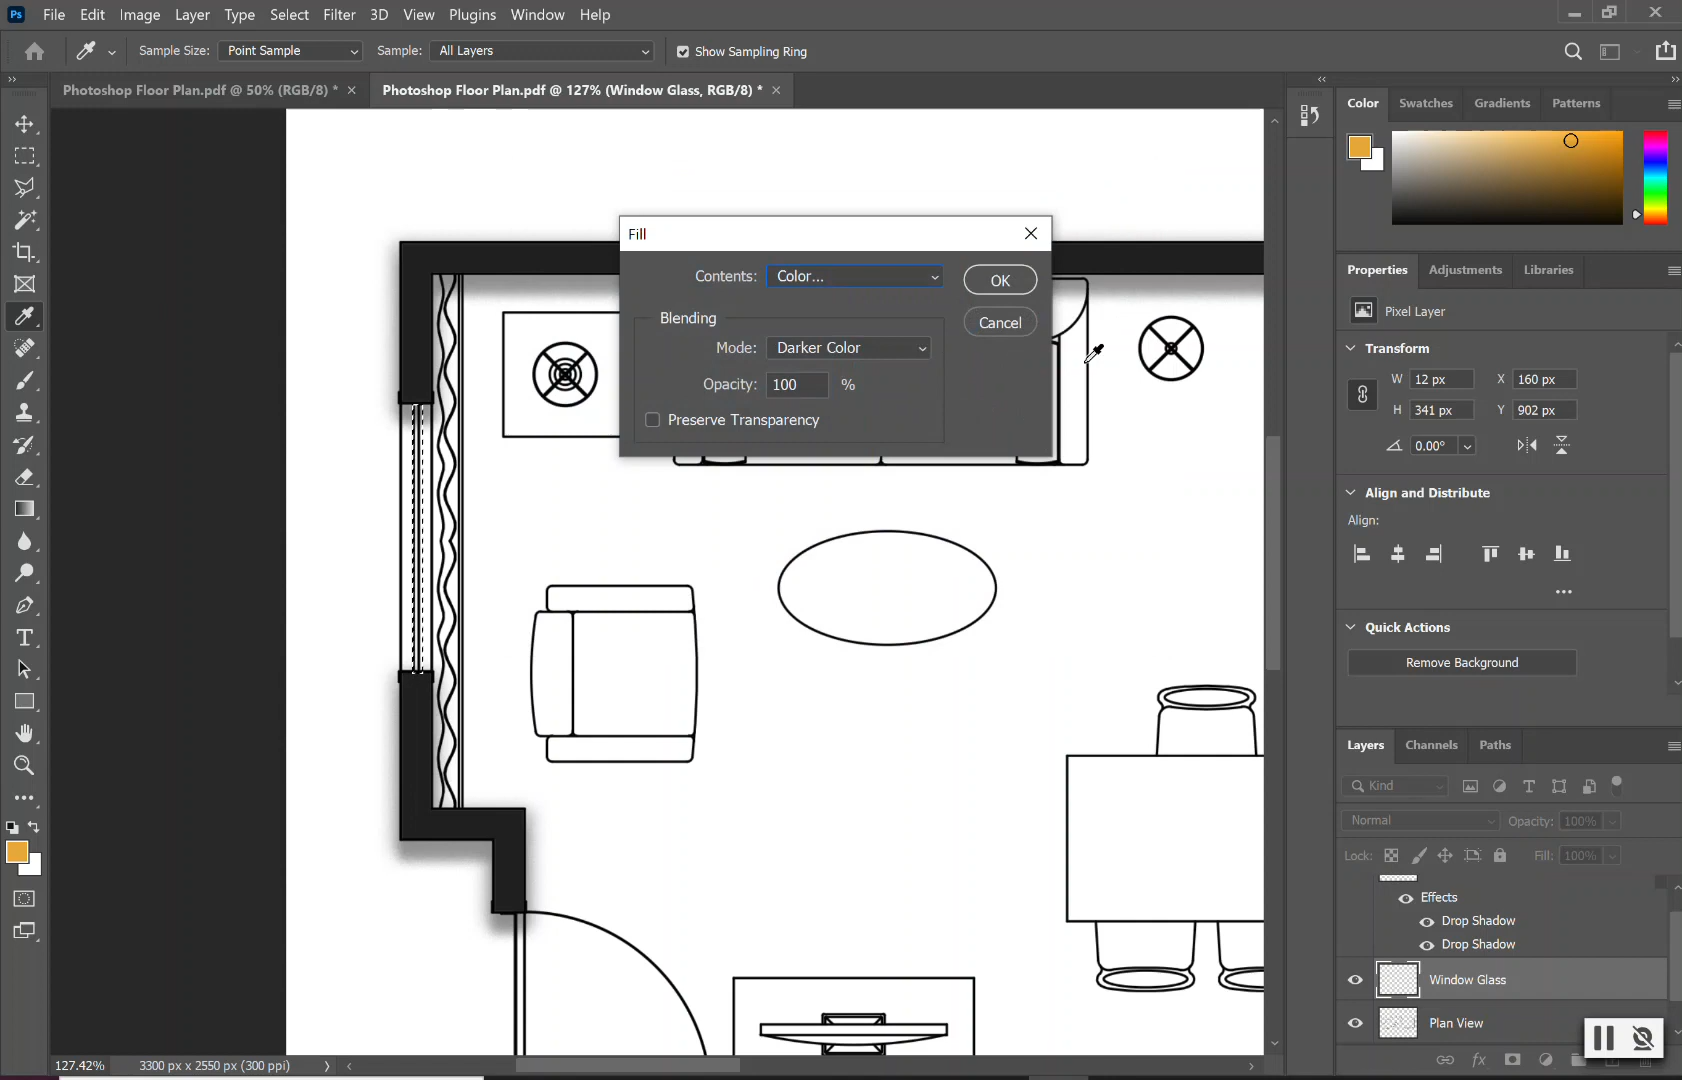 Ps File Edit Image Layer Type Select Filter 3D View Plugins Window Help
Sample Size: Point Sample Sample: All Layers Show Sampling Ring
Photoshop Floor Plan.pdf @ 50% (RGB/8) * × Photoshop Floor Plan.pdf @ 127% (Window Glass, RGB/8) * ×
Color Swatches Gradients Patterns
Fill
Contents: Color... OK
Blending Cancel
Mode: Darker Color
Opacity: 100 %
Preserve Transparency
Properties Adjustments Libraries
Pixel Layer
Transform
W 12 px X 160 px
H 341 px Y 902 px
0.00°
Align and Distribute
Align:
Quick Actions
Remove Background
Layers Channels Paths
Kind
Normal Opacity: 100%
Lock: Fill: 100%
Effects
Drop Shadow
Drop Shadow
Window Glass
Plan View
127.42% 3300 px x 2550 px (300 ppi)